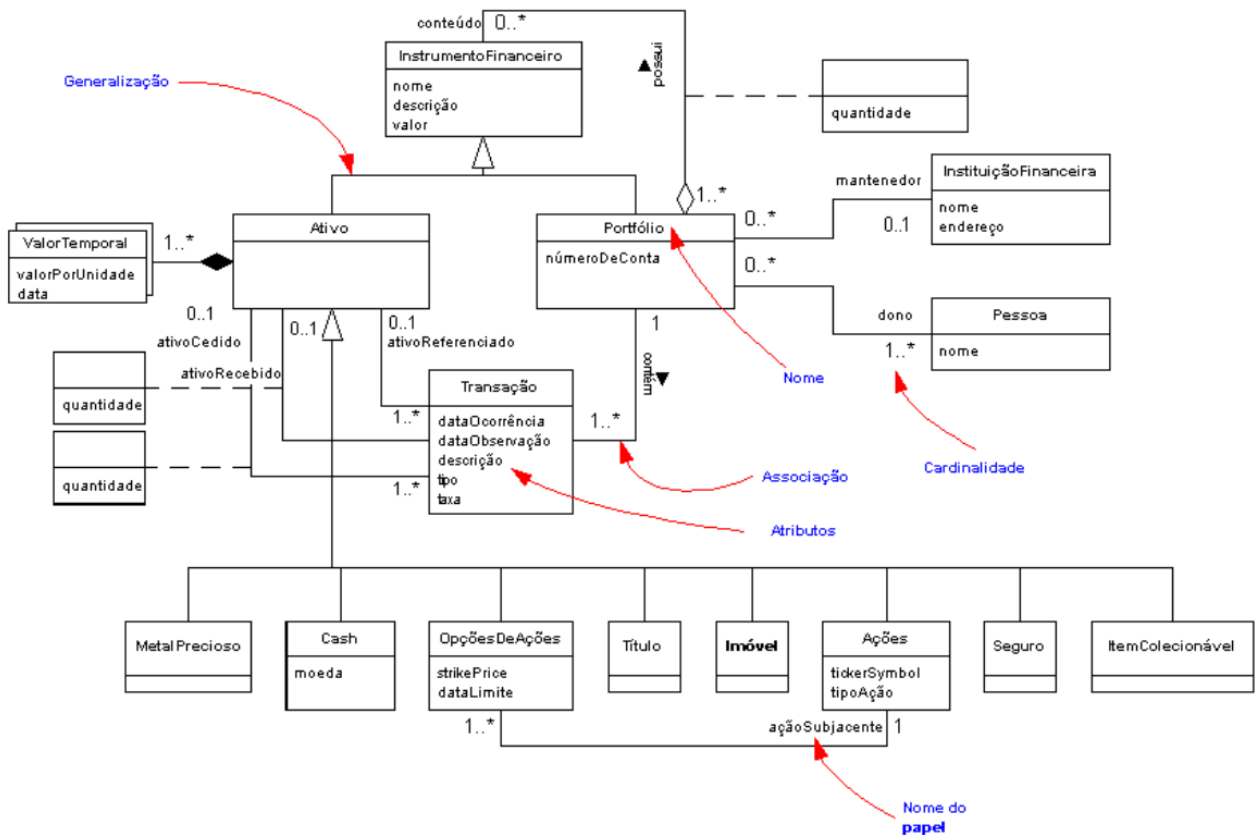 conteúdo
0..*
InstrumentoFinanceiro
nome
descrição
valor
Generalização
possei
quantidade
1..*
mantenedor
0..*
0..1
InstituiçãoFinanceira
nome
endereço
ValorTemporal
valorPorUnidade
data
1..*
Ativo
Portfólio
númeroDeConta
0..*
dono
1..*
Pessoa
nome
0..1
ativoCedido
0..1
ativoRecebido
0..1
ativoReferenciado
1
contém
Nome
quantidade
quantidade
Transação
dataOcorrência
dataObservação
descrição
tipo
taxa
1..*
1..*
1..*
Associação
Cardinalidade
Atributos
MetalPrecioso
Cash
moeda
OpçõesDeAções
strikePrice
dataLimite
Título
Imóvel
Ações
tickerSymbol
tipoAção
Seguro
ItemColecionável
1..*
açãoSubjacente
1
Nome do
papel